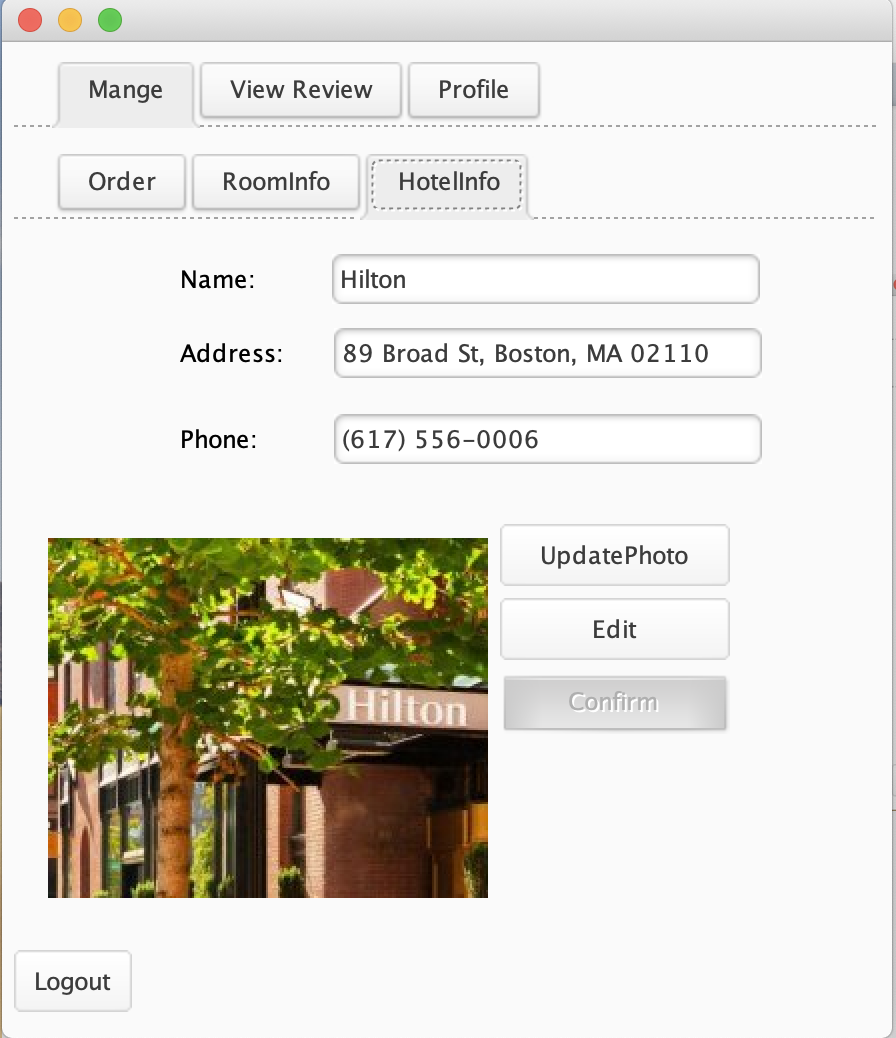 Mange View Review Profile
Order RoomInfo HotelInfo
Name: Hilton
Address: 89 Broad St, Boston, MA 02110
Phone: (617) 556-0006
UpdatePhoto
Edit
Confirm
Hilton
Logout